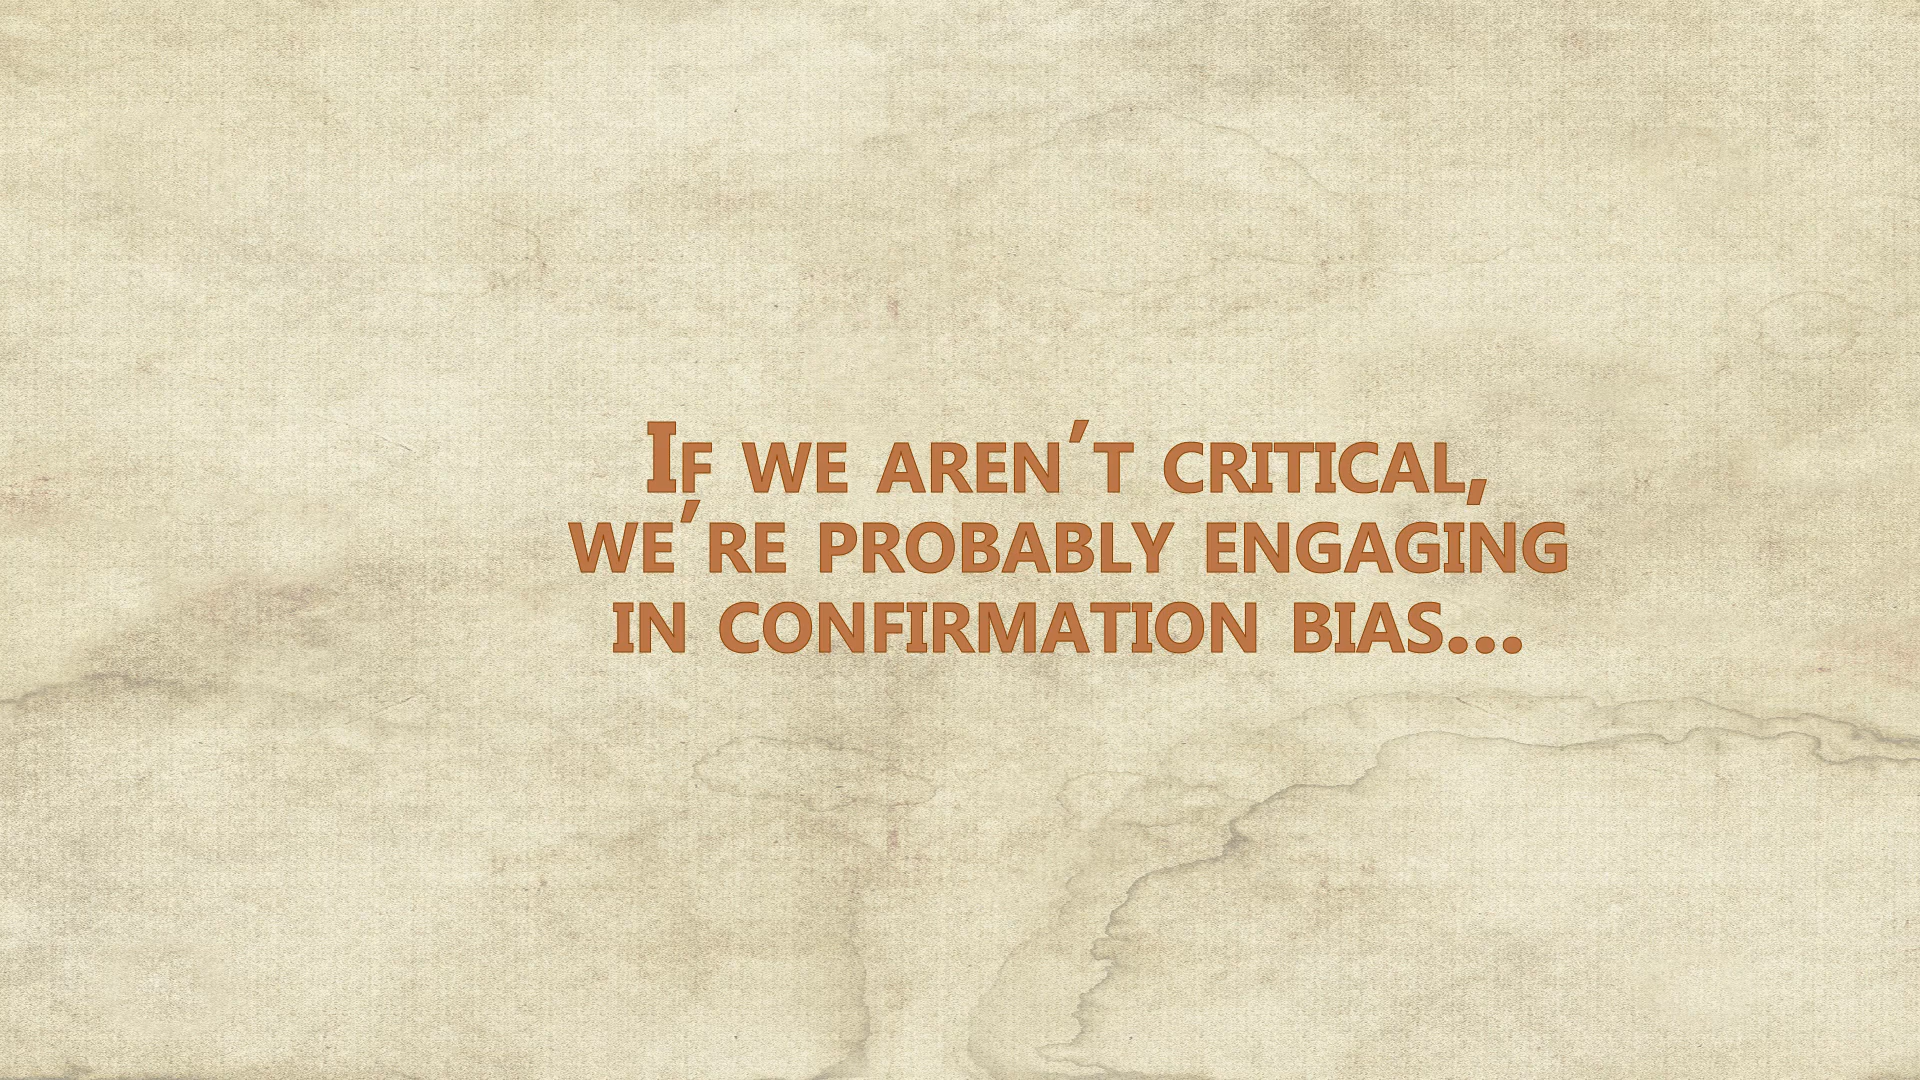 If we aren't critical,
we're probably engaging
in confirmation bias...